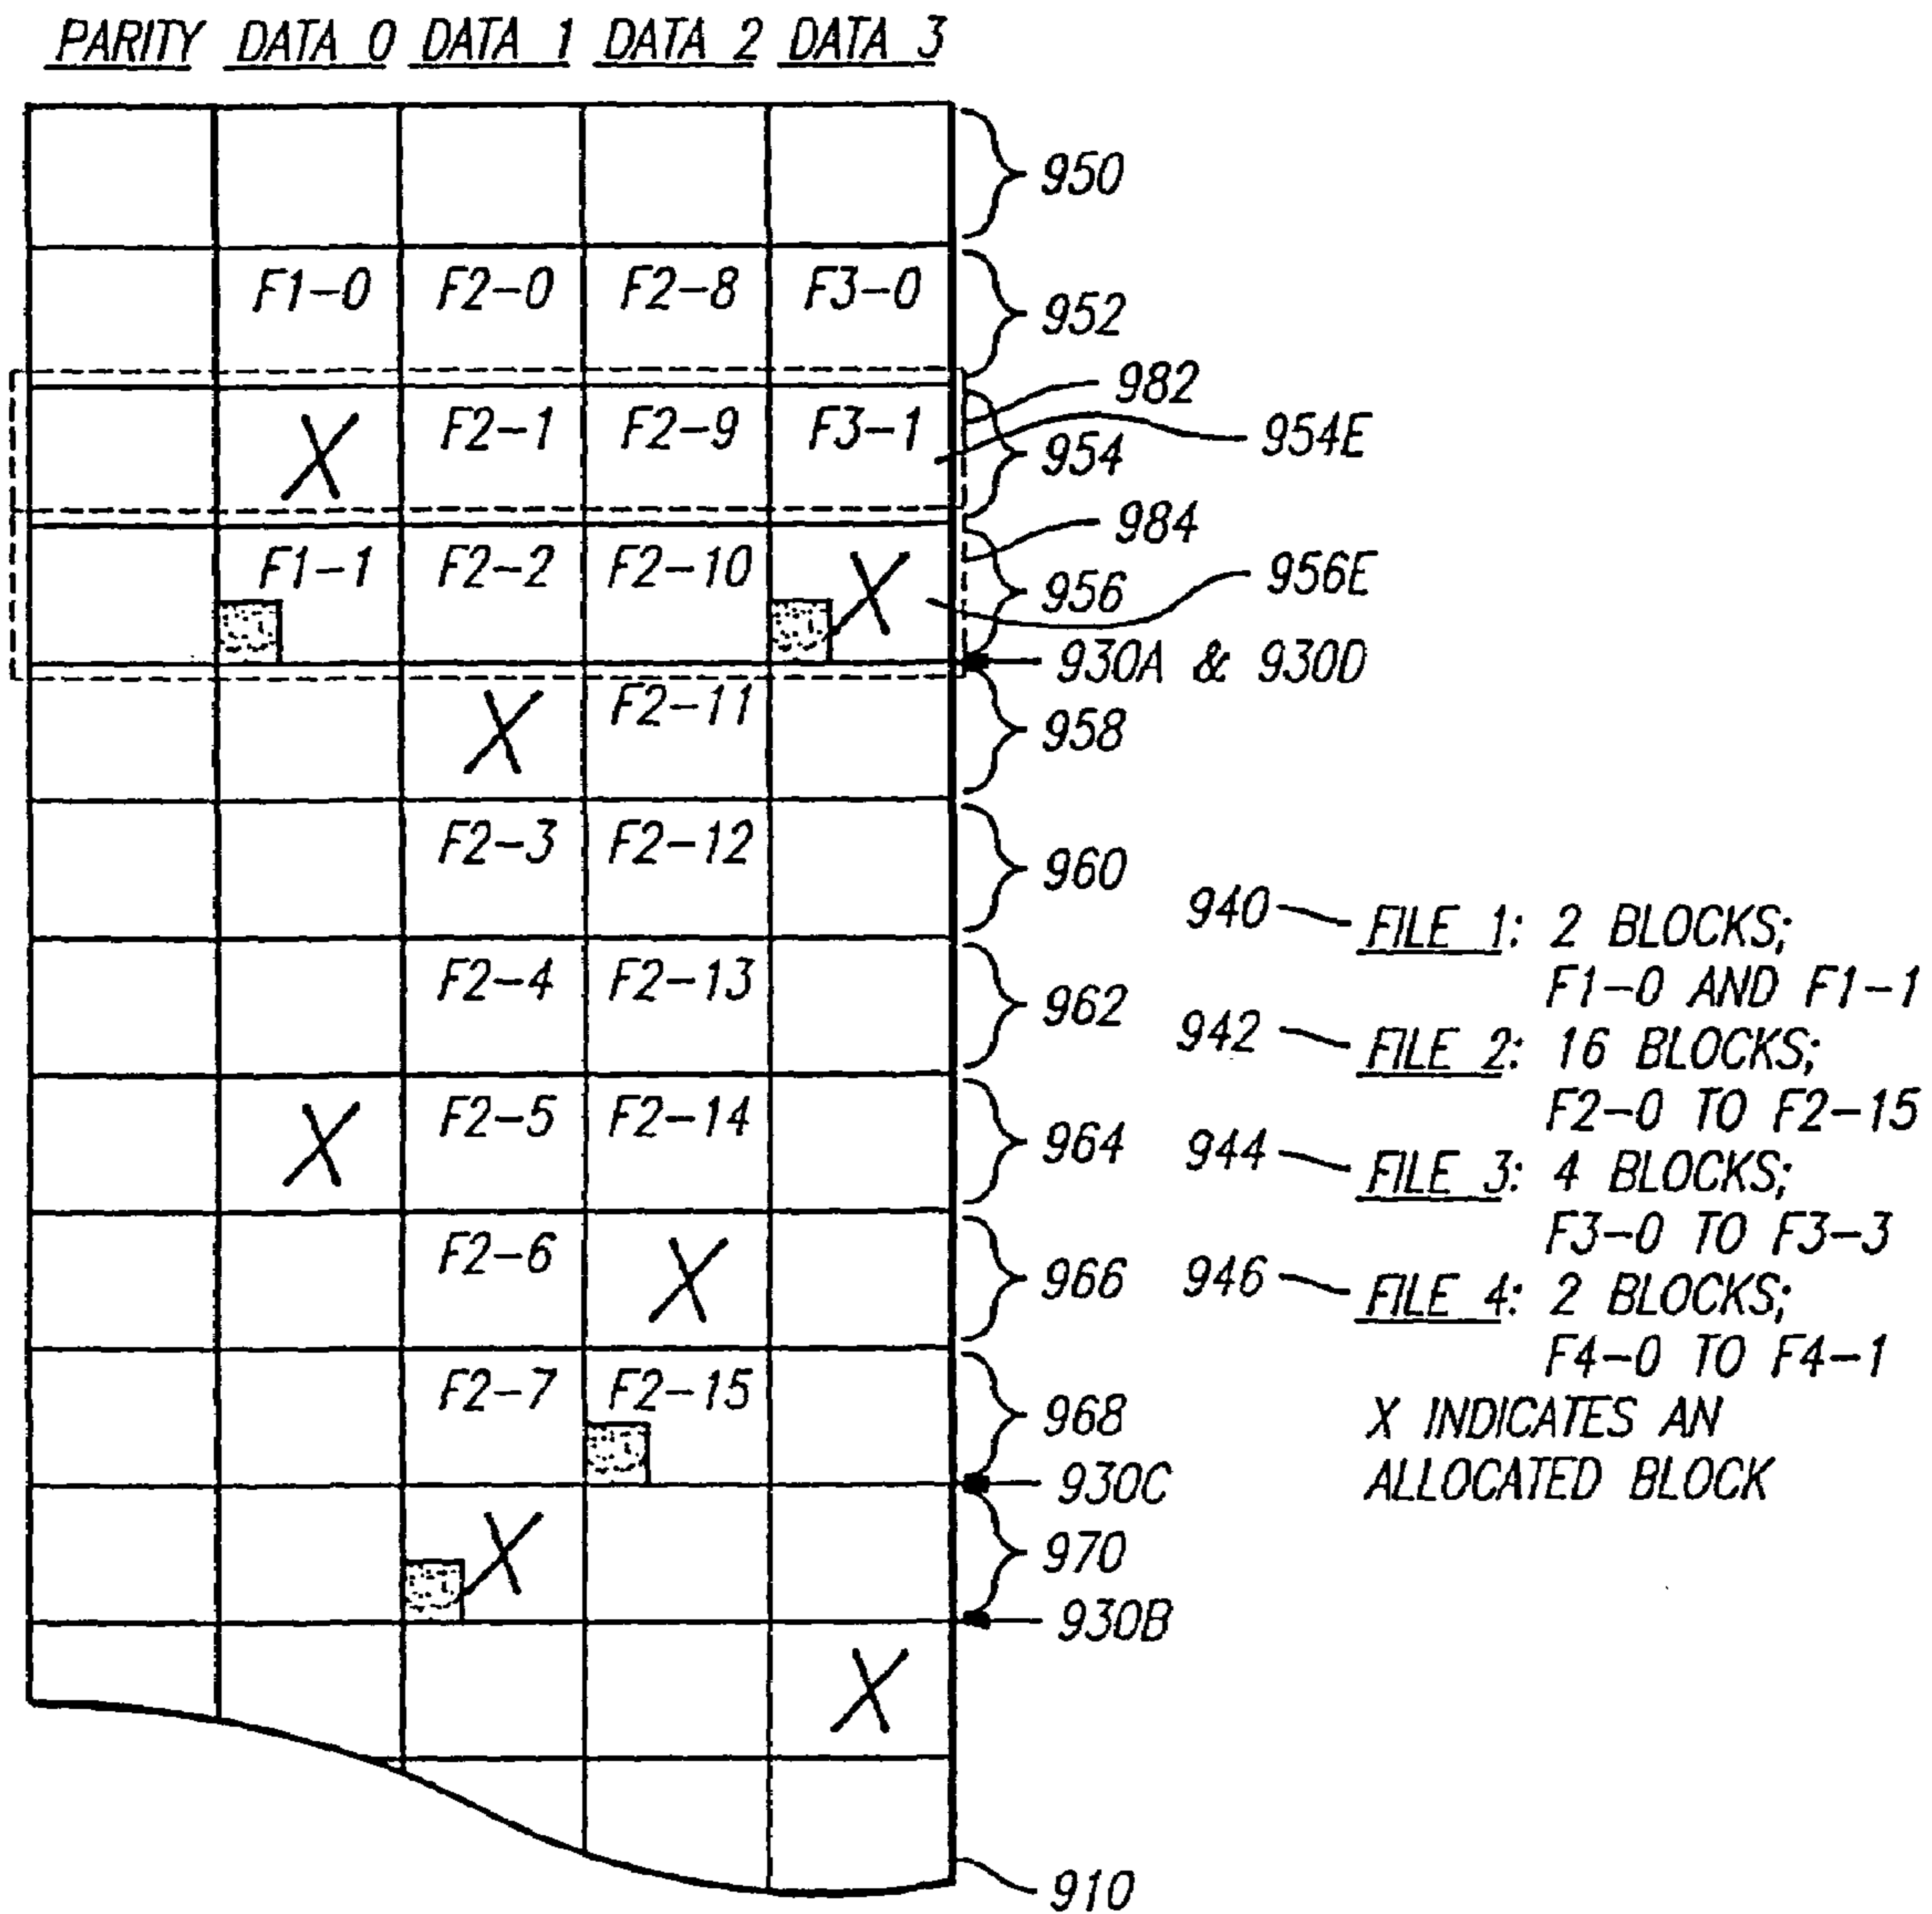 PARITY DATA 0 DATA 1 DATA 2 DATA 3
950
F1-0 F2-0 F2-8 F3-0
952
982
X F2-1 F2-9 F3-1
954E
954
984
F1-1 F2-2 F2-10 X
956E
956
930A & 930D
X F2-11
958
F2-3 F2-12
960
940 FILE 1: 2 BLOCKS;
F2-4 F2-13
F1-0 AND F1-1
962
942 FILE 2: 16 BLOCKS;
X F2-5 F2-14
F2-0 TO F2-15
964
944 FILE 3: 4 BLOCKS;
F2-6 X
F3-0 TO F3-3
966
946 FILE 4: 2 BLOCKS;
F4-0 TO F4-1
F2-7 F2-15
968
X INDICATES AN
ALLOCATED BLOCK
930C
X
970
930B
X
910